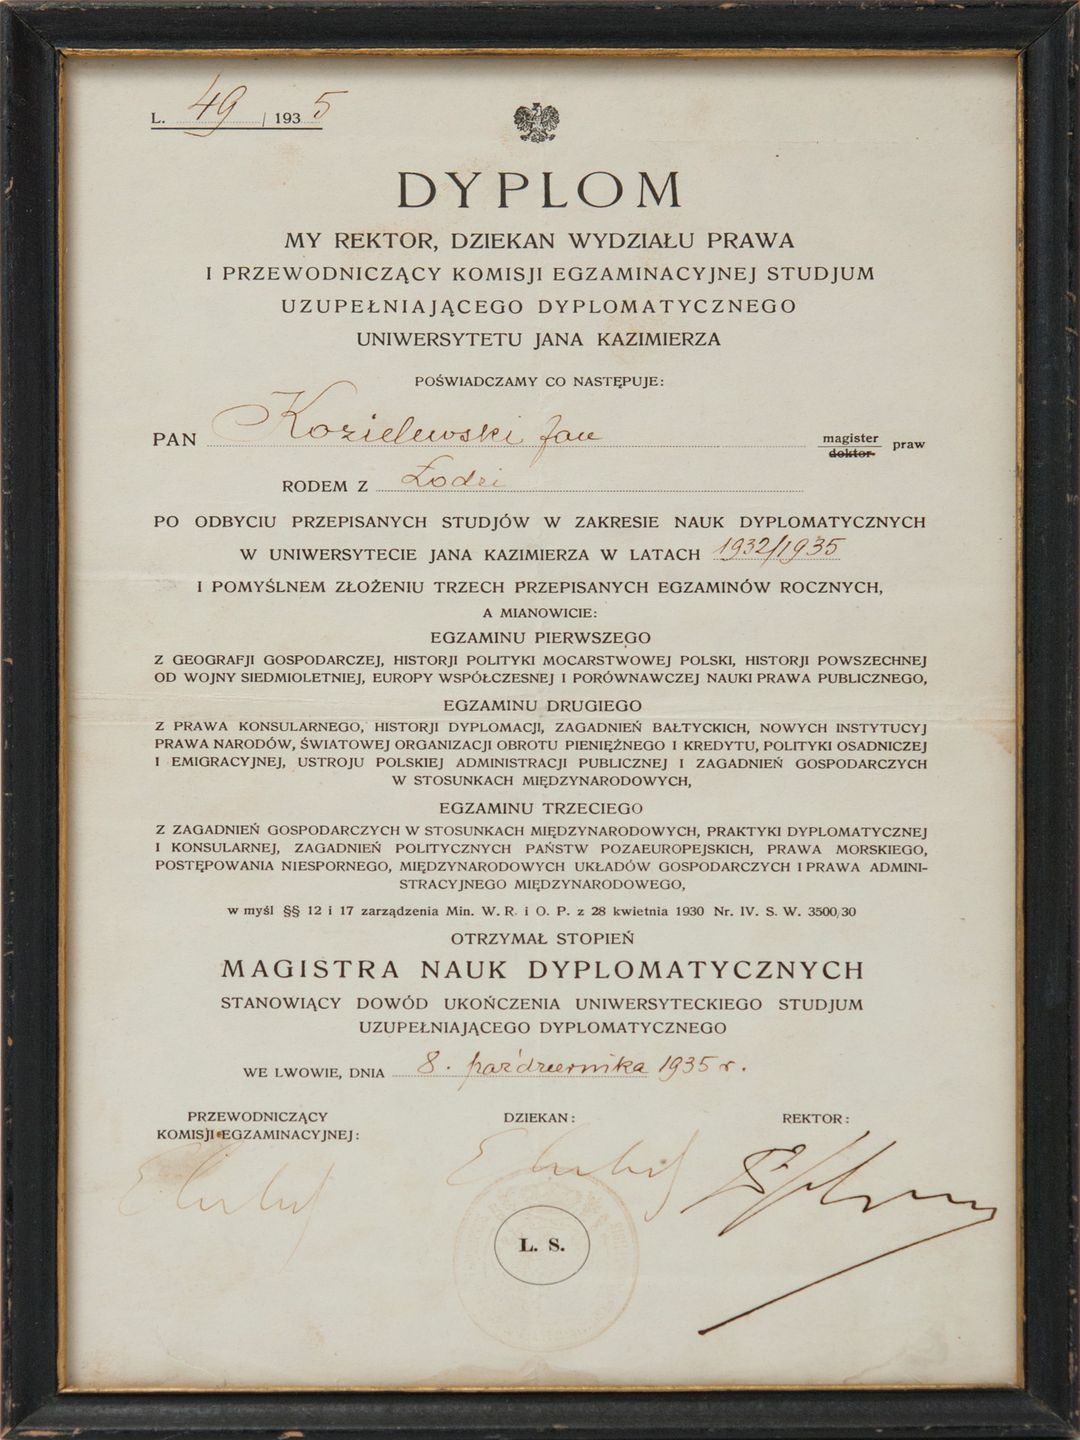 L. 49 / 1935
DYPLOM
MY REKTOR, DZIEKAN WYDZIAŁU PRAWA
I PRZEWODNICZĄCY KOMISJI EGZAMINACYJNEJ STUDJUM
UZUPEŁNIAJĄCEGO DYPLOMATYCZNEGO
UNIWERSYTETU JANA KAZIMIERZA
POŚWIADCZAMY CO NASTĘPUJE:
PAN Kozielewski Jan magister doktor praw
RODEM Z Łodzi
PO ODBYCIU PRZEPISANYCH STUDJÓW W ZAKRESIE NAUK DYPLOMATYCZNYCH
W UNIWERSYTECIE JANA KAZIMIERZA W LATACH 1932/1935
I POMYŚLNEM ZŁOŻENIU TRZECH PRZEPISANYCH EGZAMINÓW ROCZNYCH,
A MIANOWICIE:
EGZAMINU PIERWSZEGO
Z GEOGRAFJI GOSPODARCZEJ, HISTORJI POLITYKI MOCARSTWOWEJ POLSKI, HISTORJI POWSZECHNEJ
OD WOJNY SIEDMIOLETNIEJ, EUROPY WSPÓŁCZESNEJ I PORÓWNAWCZEJ NAUKI PRAWA PUBLICZNEGO,
EGZAMINU DRUGIEGO
Z PRAWA KONSULARNEGO, HISTORJI DYPLOMACJI, ZAGADNIEŃ BAŁTYCKICH, NOWYCH INSTYTUCYJ
PRAWA NARODÓW, ŚWIATOWEJ ORGANIZACJI OBROTU PIENIĘŻNEGO I KREDYTU, POLITYKI OSADNICZEJ
I EMIGRACYJNEJ, USTROJU POLSKIEJ ADMINISTRACJI PUBLICZNEJ I ZAGADNIEŃ GOSPODARCZYCH
W STOSUNKACH MIĘDZYNARODOWYCH,
EGZAMINU TRZECIEGO
Z ZAGADNIEŃ GOSPODARCZYCH W STOSUNKACH MIĘDZYNARODOWYCH, PRAKTYKI DYPLOMATYCZNEJ
I KONSULARNEJ, ZAGADNIEŃ POLITYCZNYCH PAŃSTW POZAEUROPEJSKICH, PRAWA MORSKIEGO,
POSTĘPOWANIA NIESPORNEGO, MIĘDZYNARODOWYCH UKŁADÓW GOSPODARCZYCH I PRAWA ADMINI-
STRACYJNEGO MIĘDZYNARODOWEGO,
w myśl §§ 12 i 17 zarządzenia Min. W. R. i O. P. z 28 kwietnia 1930 Nr. IV. S. W. 3500/30
OTRZYMAŁ STOPIEŃ
MAGISTRA NAUK DYPLOMATYCZNYCH
STANOWIĄCY DOWÓD UKOŃCZENIA UNIWERSYTECKIEGO STUDJUM
UZUPEŁNIAJĄCEGO DYPLOMATYCZNEGO
WE LWOWIE, DNIA 8. października 1935 r.
PRZEWODNICZĄCY
KOMISJI EGZAMINACYJNEJ:
DZIEKAN:
REKTOR:
L. S.